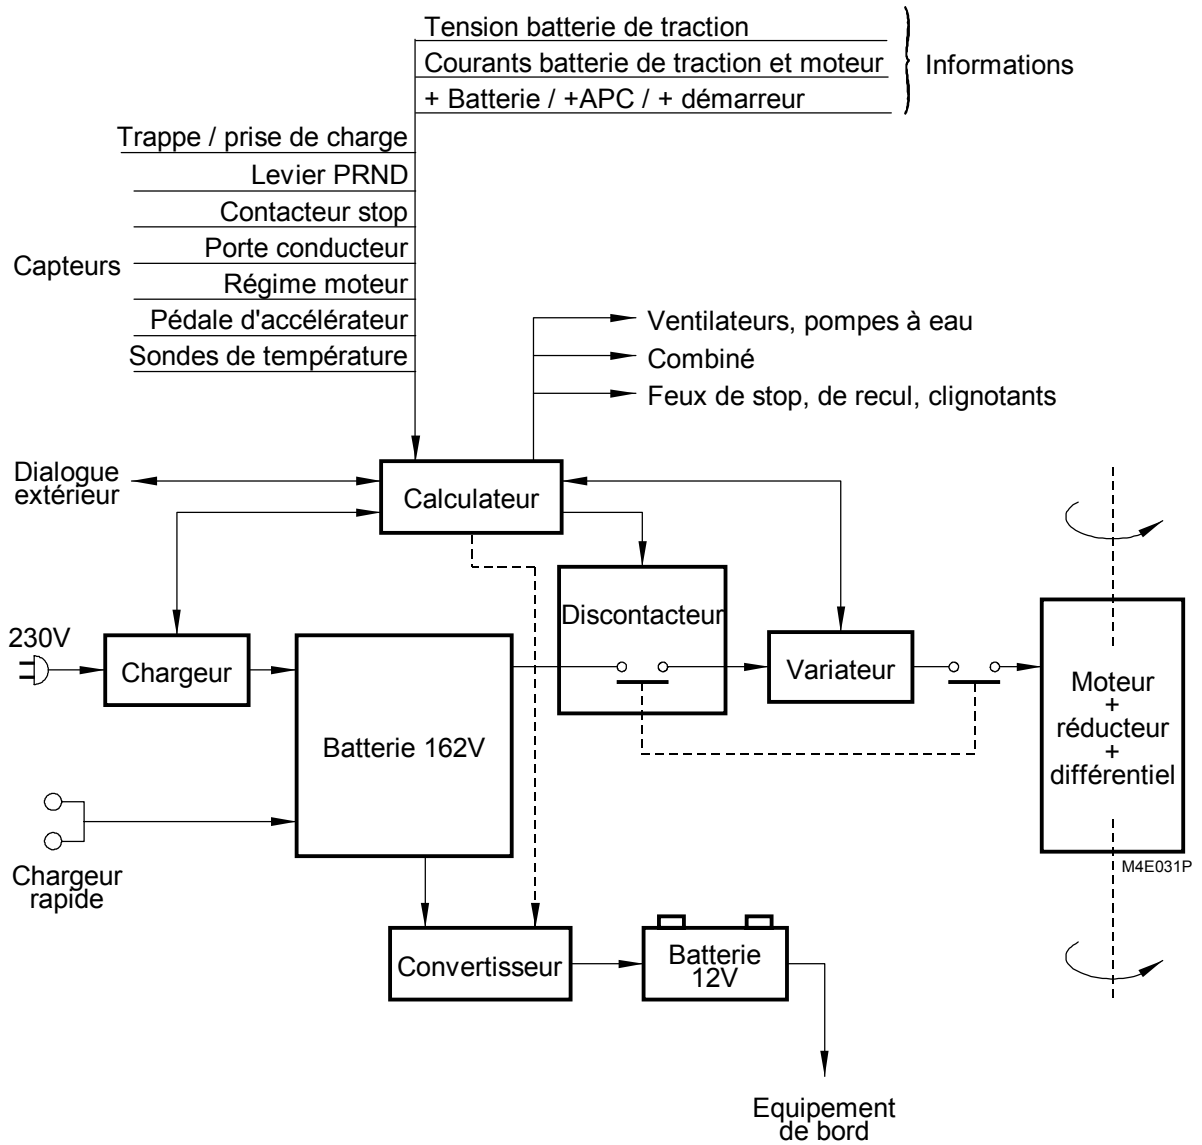 Tension batterie de traction
Courants batterie de traction et moteur
+ Batterie / +APC / + démarreur
Informations
Trappe / prise de charge
Levier PRND
Contacteur stop
Porte conducteur
Régime moteur
Pédale d'accélérateur
Sondes de température
Capteurs
Ventilateurs, pompes à eau
Combiné
Feux de stop, de recul, clignotants
Dialogue
extérieur
Calculateur
Discontacteur
230V
Chargeur
Batterie 162V
Variateur
Moteur
+
réducteur
+
différentiel
M4E031P
Chargeur
rapide
Convertisseur
Batterie
12V
Equipement
de bord